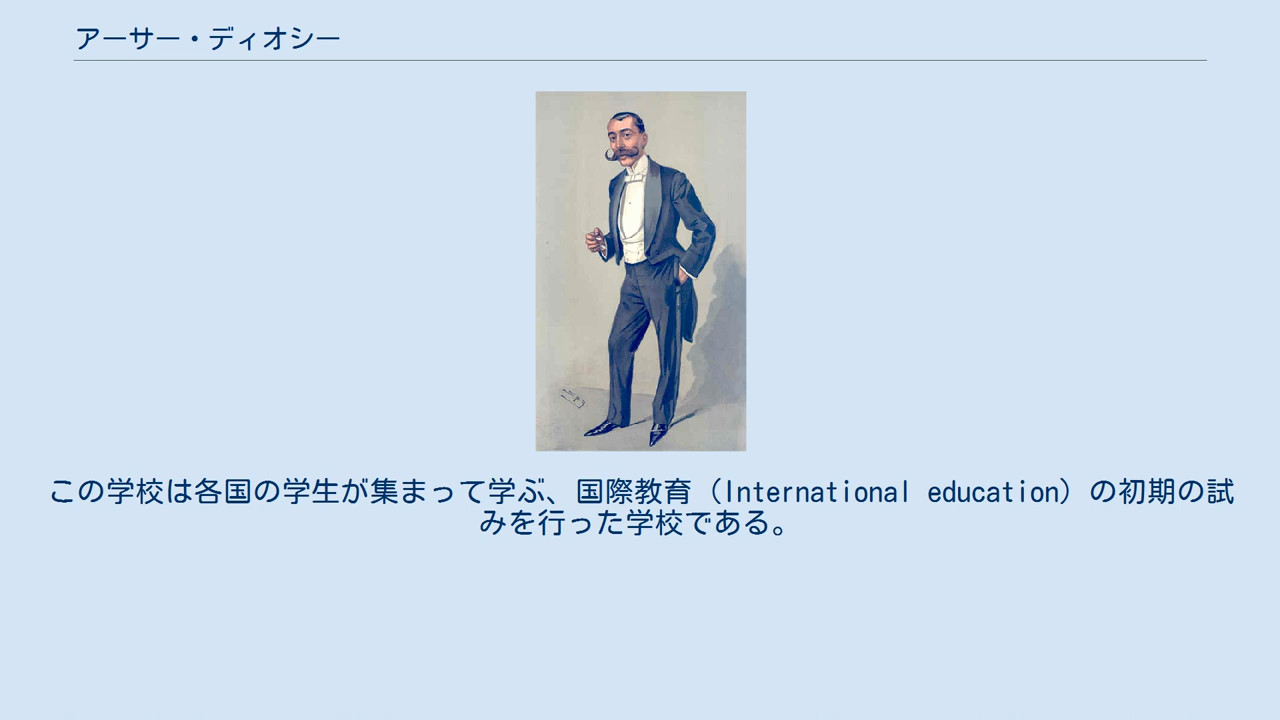 アーサー・ディオシー
この学校は各国の学生が集まって学ぶ、国際教育（International education）の初期の試
みを行った学校である。